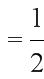 = 1/2